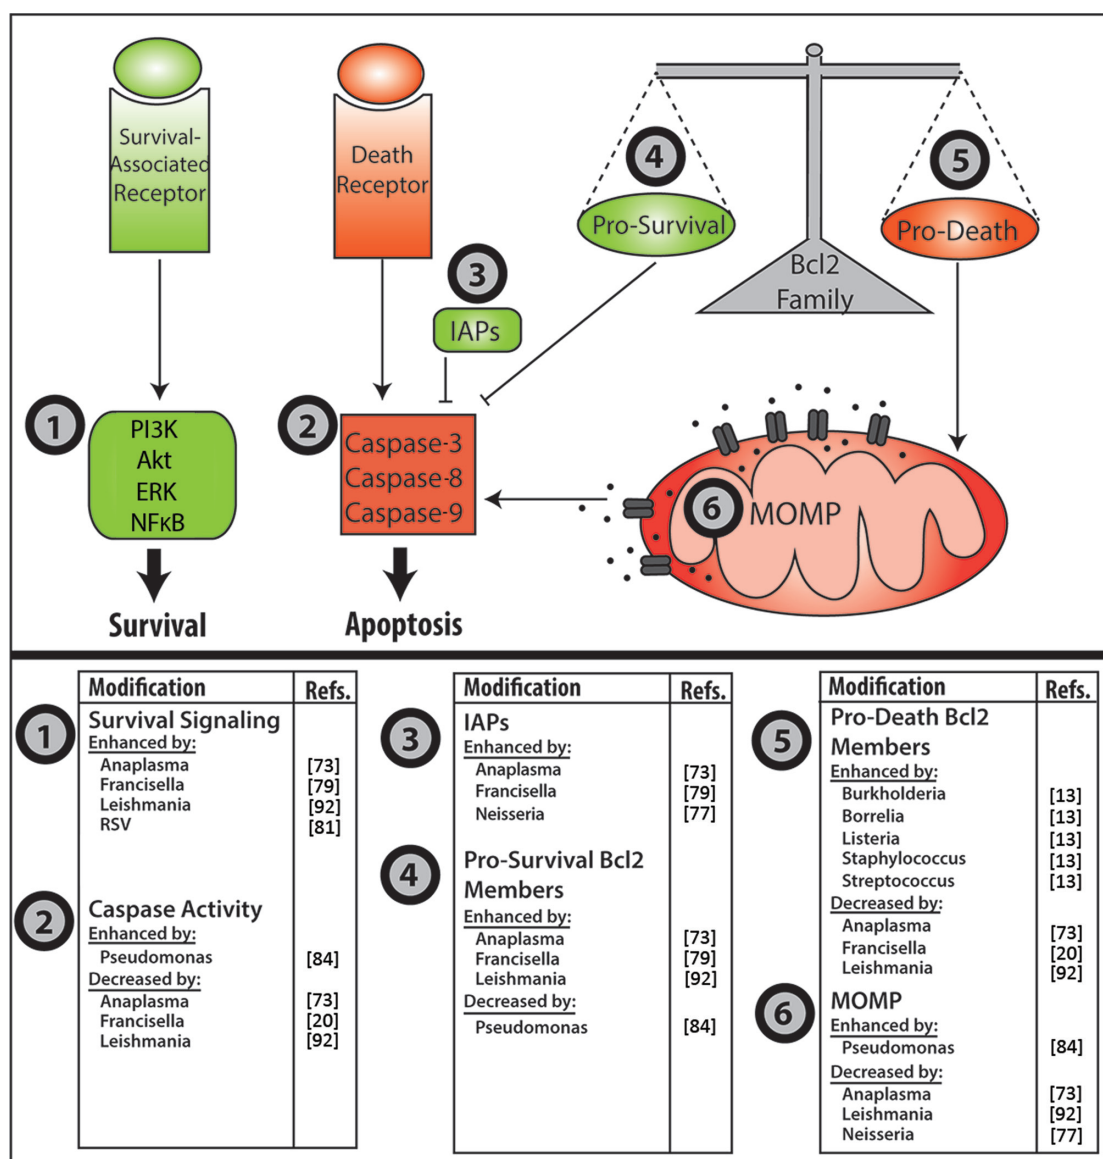 Survival-
Associated
Receptor
Death
Receptor
3
IAPs
4
Pro-Survival
5
Pro-Death
Bcl2
Family
1
PI3K
Akt
ERK
NFκB
Survival
2
Caspase-3
Caspase-8
Caspase-9
Apoptosis
6
MOMP
Modification Refs.
1
Survival Signaling
Enhanced by:
Anaplasma [73]
Francisella [79]
Leishmania [92]
RSV [81]
2
Caspase Activity
Enhanced by:
Pseudomonas [84]
Decreased by:
Anaplasma [73]
Francisella [20]
Leishmania [92]
Modification Refs.
3
IAPs
Enhanced by:
Anaplasma [73]
Francisella [79]
Neisseria [77]
4
Pro-Survival Bcl2
Members
Enhanced by:
Anaplasma [73]
Francisella [79]
Leishmania [92]
Decreased by:
Pseudomonas [84]
Modification Refs.
5
Pro-Death Bcl2
Members
Enhanced by:
Burkholderia [13]
Borrelia [13]
Listeria [13]
Staphylococcus [13]
Streptococcus [13]
Decreased by:
Anaplasma [73]
Francisella [20]
Leishmania [92]
6
MOMP
Enhanced by:
Pseudomonas [84]
Decreased by:
Anaplasma [73]
Leishmania [92]
Neisseria [77]